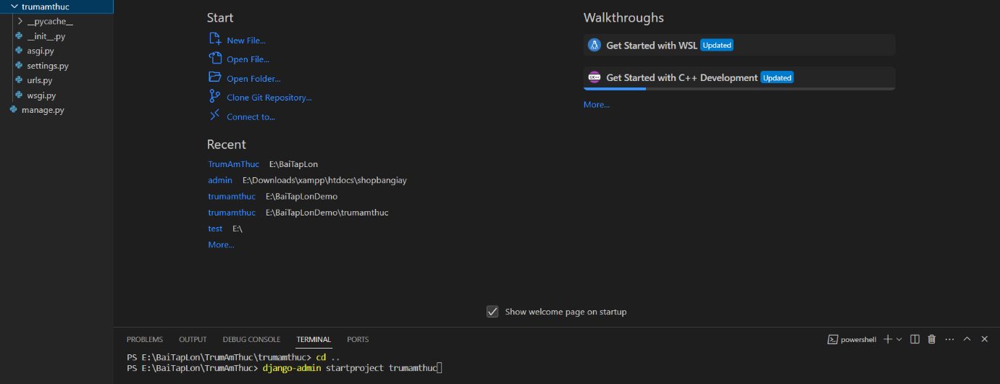 trumamthuc
__pycache__
__init__.py
asgi.py
settings.py
urls.py
wsgi.py
manage.py
Start
New File...
Open File...
Open Folder...
Clone Git Repository...
Connect to...
Recent
TrumAmThuc E:\BaiTapLon
admin E:\Downloads\xampp\htdocs\shopbangiay
trumamthuc E:\BaiTapLonDemo
trumamthuc E:\BaiTapLonDemo\trumamthuc
test E:\
More...
Walkthroughs
Get Started with WSL Updated
Get Started with C++ Development Updated
More...
Show welcome page on startup
PROBLEMS OUTPUT DEBUG CONSOLE TERMINAL PORTS
powershell
PS E:\BaiTapLon\TrumAmThuc\trumamthuc> cd ..
PS E:\BaiTapLon\TrumAmThuc> django-admin startproject trumamthuc